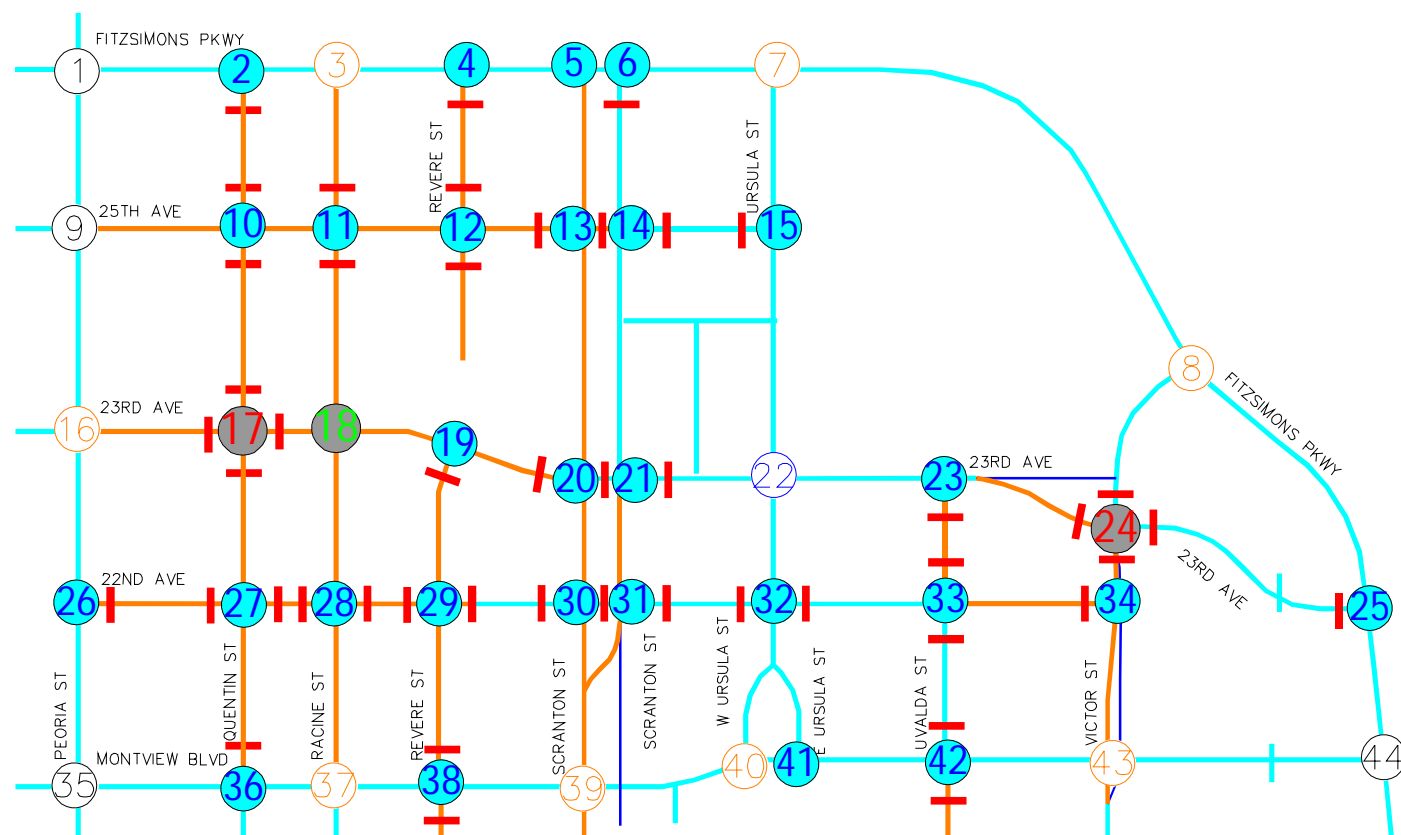 FITZSIMONS PKWY
1
2
3
4
5
6
7
REVERE ST
URSULA ST
25TH AVE
9
10
11
12
13
14
15
8
FITZSIMONS PKWY
23RD AVE
16
17
18
19
20
21
22
23
23RD AVE
24
23RD AVE
22ND AVE
26
27
28
29
30
31
32
33
34
25
PEORIA ST
QUENTIN ST
RACINE ST
REVERE ST
SCRANTON ST
SCRANTON ST
W URSULA ST
E URSULA ST
UVALDA ST
VICTOR ST
MONTVIEW BLVD
35
36
37
38
39
40
41
42
43
44